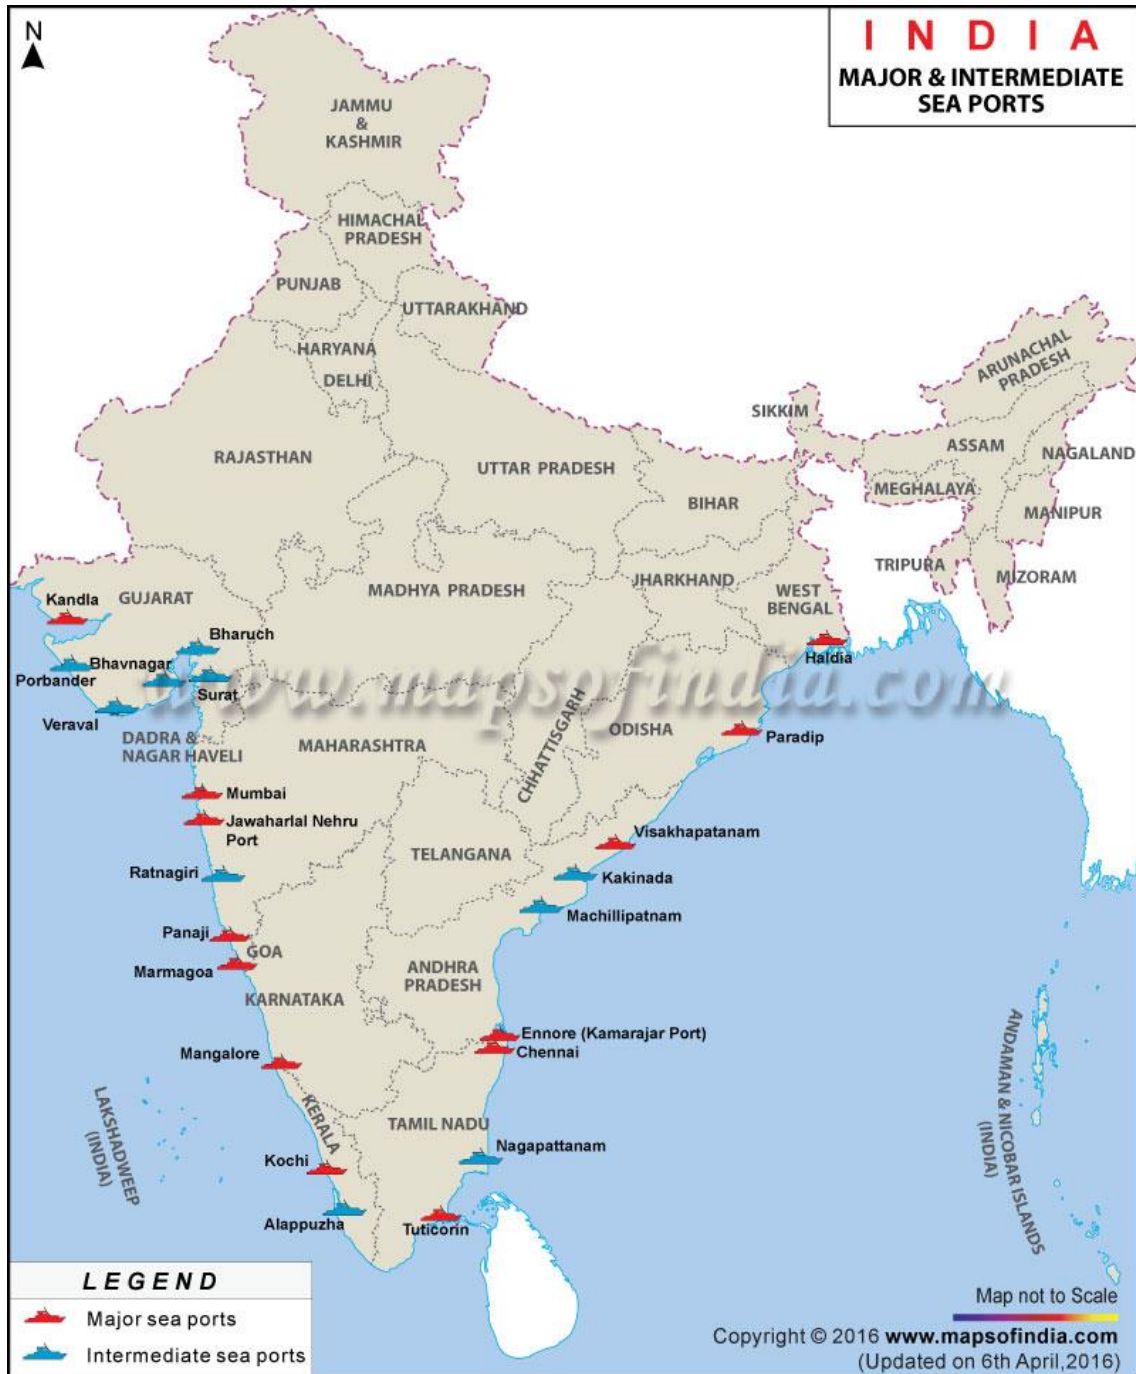 N
I N D I A
MAJOR & INTERMEDIATE
SEA PORTS
JAMMU
&
KASHMIR
HIMACHAL
PRADESH
PUNJAB
UTTARAKHAND
HARYANA
DELHI
ARUNACHAL
PRADESH
SIKKIM
ASSAM
NAGALAND
RAJASTHAN
UTTAR PRADESH
MEGHALAYA
BIHAR
MANIPUR
TRIPURA
MIZORAM
JHARKHAND
WEST
BENGAL
MADHYA PRADESH
GUJARAT
Kandla
Bharuch
Bhavnagar
Porbander
Surat
Veraval
Haldia
www.mapsofindia.com
DADRA &
NAGAR HAVELI
MAHARASHTRA
CHHATTISGARH
ODISHA
Paradip
Mumbai
Jawaharlal Nehru
Port
Visakhapatanam
TELANGANA
Ratnagiri
Kakinada
Machillipatnam
Panaji
GOA
Marmagoa
ANDHRA
PRADESH
KARNATAKA
Ennore (Kamarajar Port)
Chennai
Mangalore
LAKSHADWEEP
(INDIA)
KERALA
TAMIL NADU
ANDAMAN & NICOBAR ISLANDS
(INDIA)
Nagapattanam
Kochi
Alappuzha
Tuticorin
LEGEND
Major sea ports
Intermediate sea ports
Map not to Scale
Copyright © 2016 www.mapsofindia.com
(Updated on 6th April,2016)